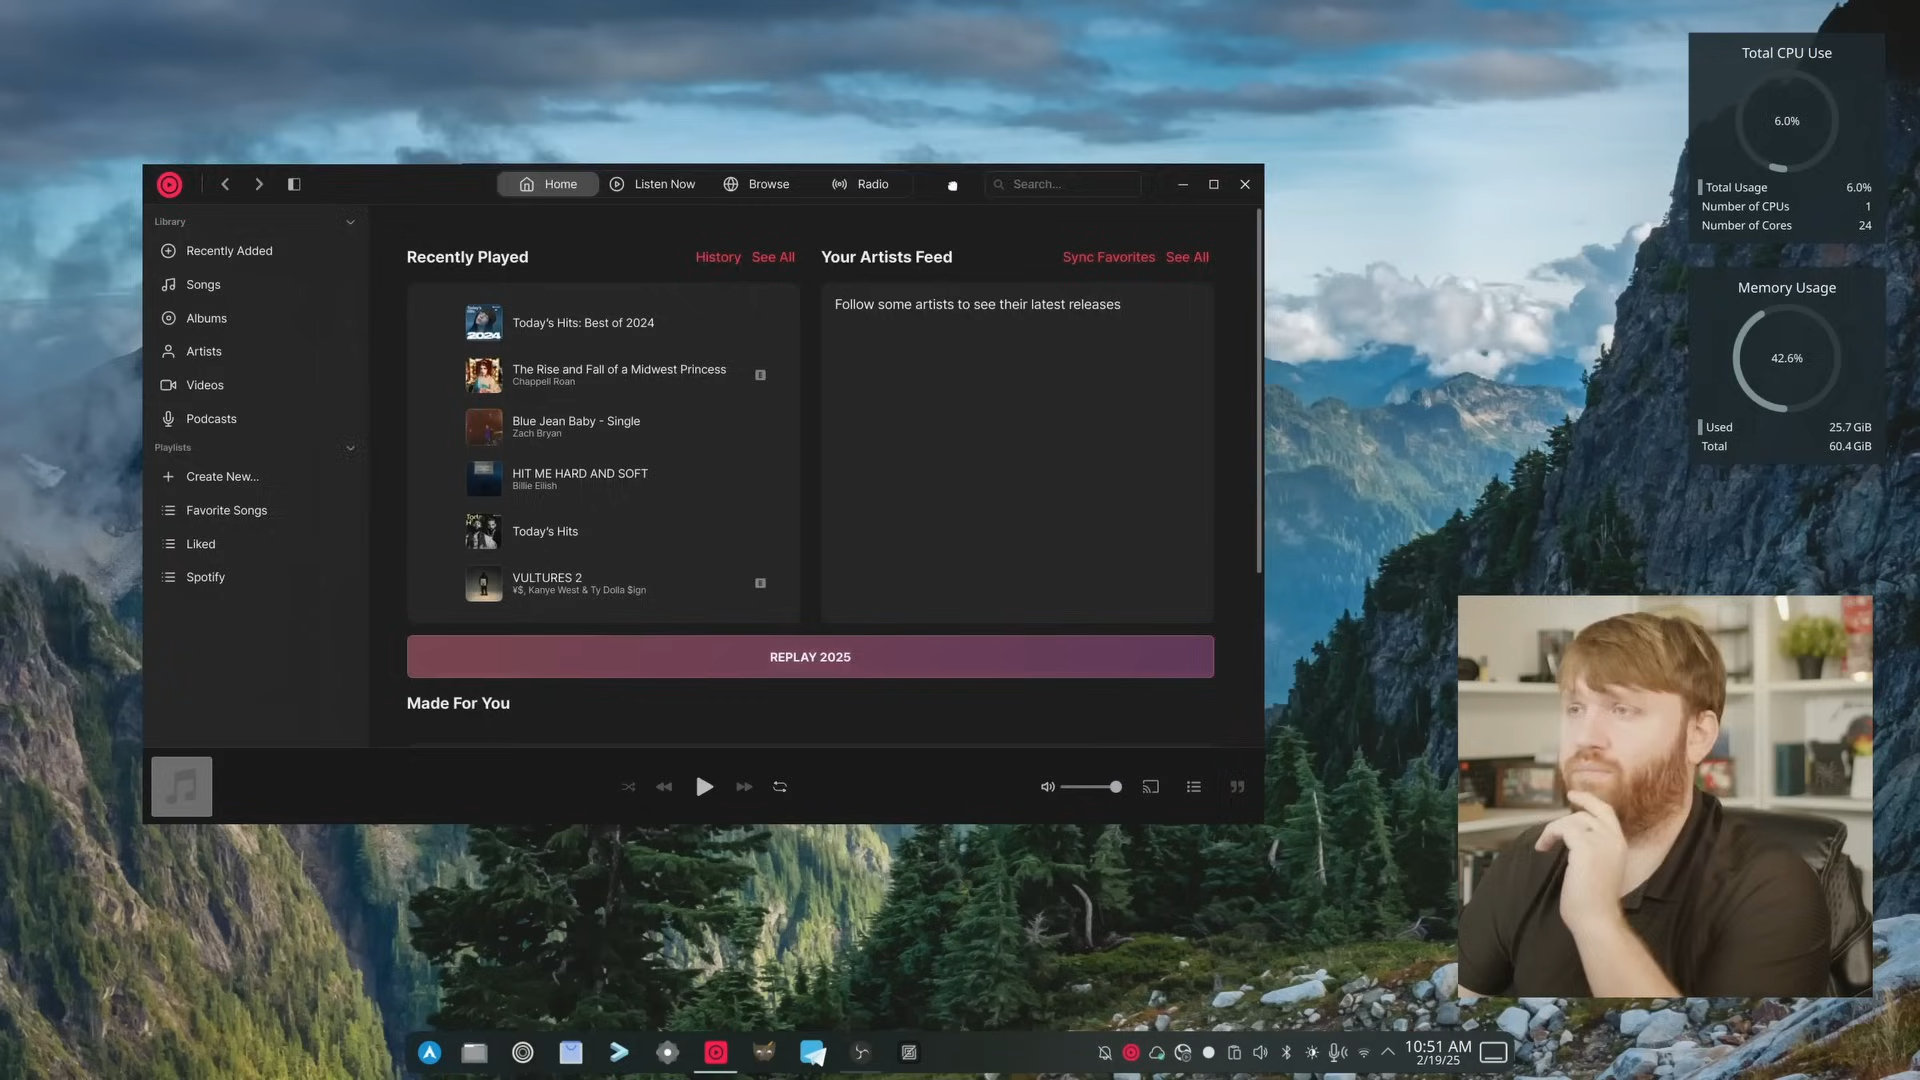 Home
Listen Now
Browse
Radio
Search...
Library
Recently Added
Songs
Albums
Artists
Videos
Podcasts
Playlists
Create New...
Favorite Songs
Liked
Spotify
Recently Played
History
See All
Today's Hits: Best of 2024
The Rise and Fall of a Midwest Princess
E
Chappell Roan
Blue Jean Baby - Single
Zach Bryan
HIT ME HARD AND SOFT
Billie Eilish
Today's Hits
VULTURES 2
E
¥$, Kanye West & Ty Dolla $ign
Your Artists Feed
Sync Favorites
See All
Follow some artists to see their latest releases
REPLAY 2025
Made For You
Total CPU Use
6.0%
Total Usage 6.0%
Number of CPUs 1
Number of Cores 24
Memory Usage
42.6%
Used 25.7 GiB
Total 60.4 GiB
10:51 AM
2/19/25